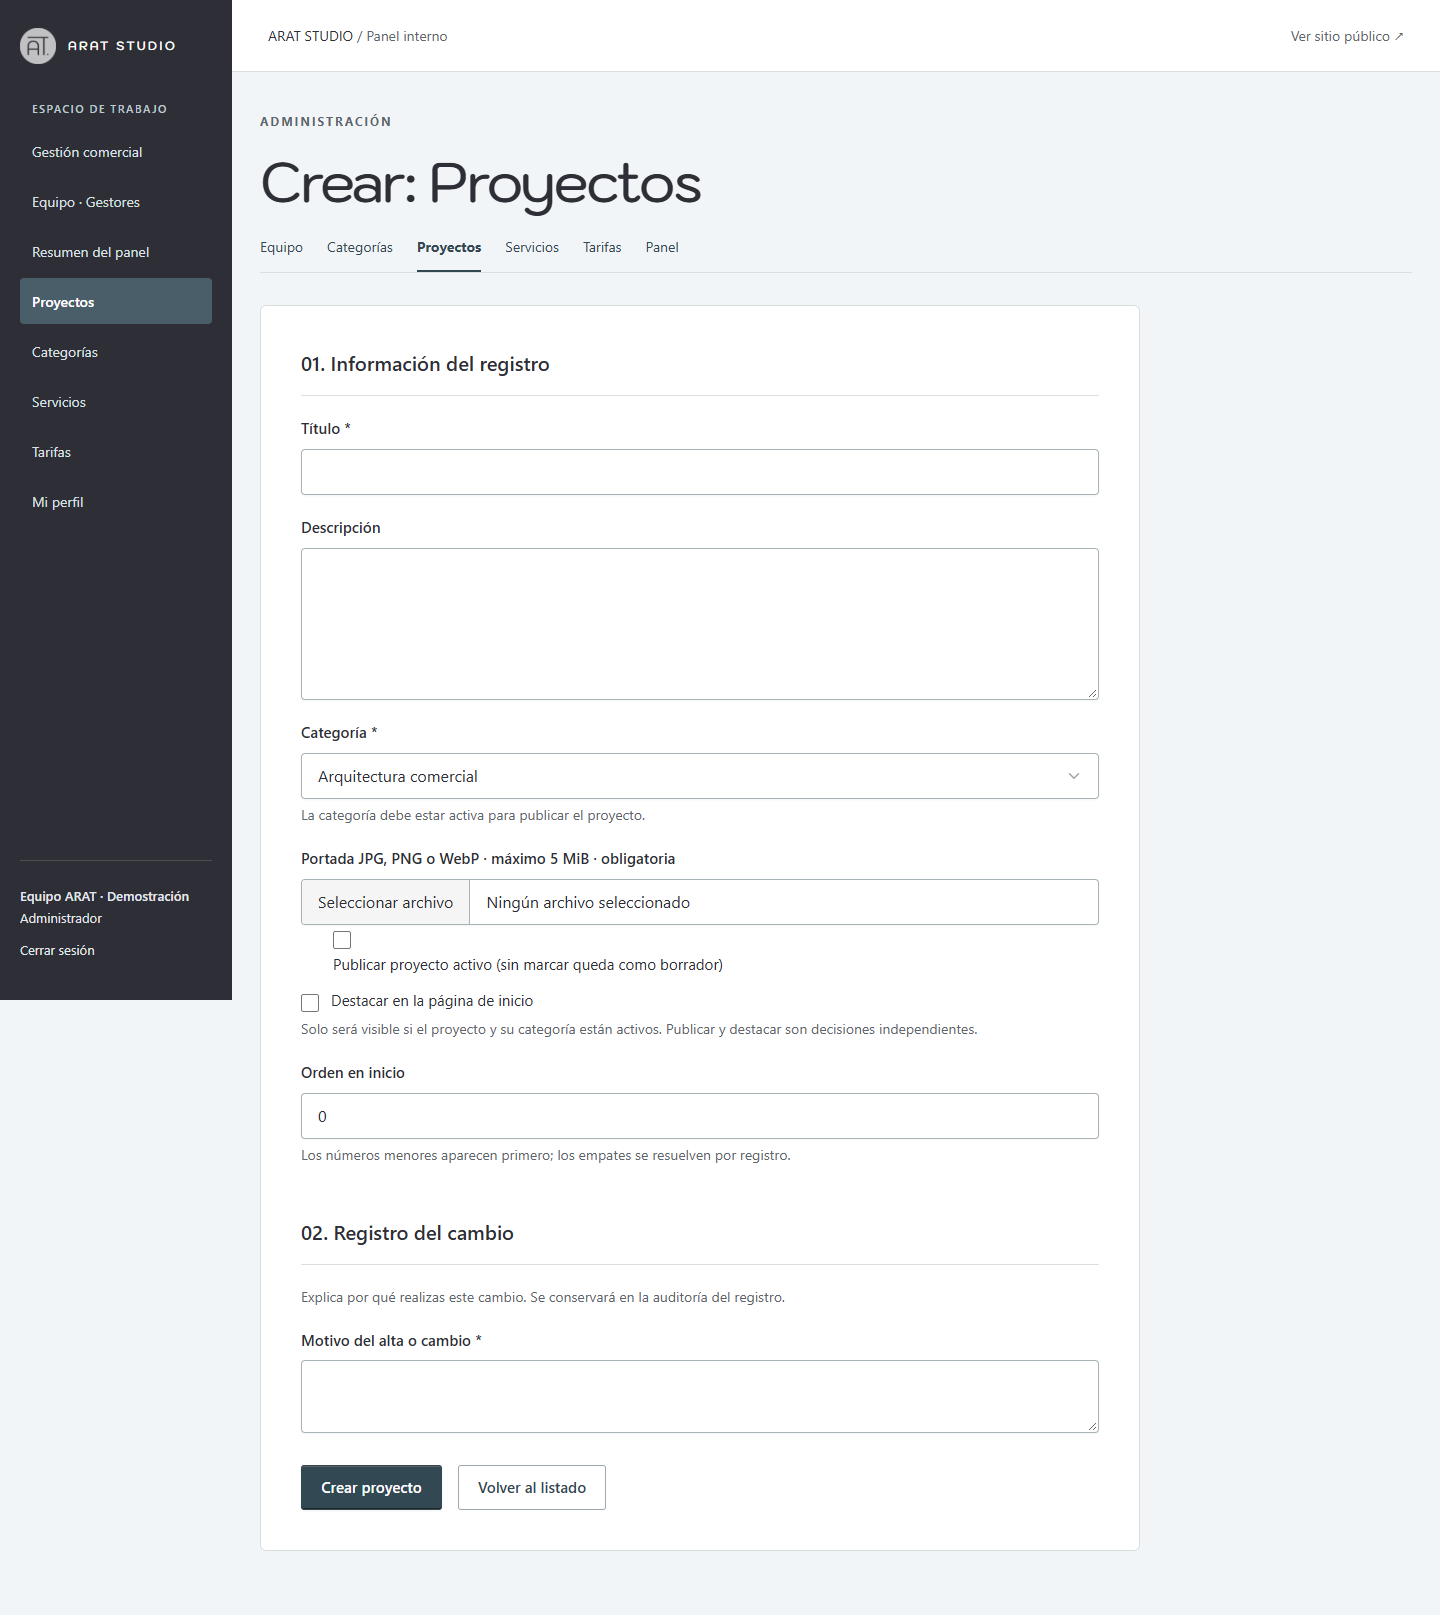 AT.
ARAT STUDIO
ESPACIO DE TRABAJO
Gestión comercial
Equipo · Gestores
Resumen del panel
Proyectos
Categorías
Servicios
Tarifas
Mi perfil
Equipo ARAT · Demostración
Administrador
Cerrar sesión
ARAT STUDIO / Panel interno
Ver sitio público ↗
ADMINISTRACIÓN
Crear: Proyectos
Equipo Categorías Proyectos Servicios Tarifas Panel
01. Información del registro
Título *
Descripción
Categoría *
Arquitectura comercial
La categoría debe estar activa para publicar el proyecto.
Portada JPG, PNG o WebP · máximo 5 MiB · obligatoria
Seleccionar archivo Ningún archivo seleccionado
Publicar proyecto activo (sin marcar queda como borrador)
Destacar en la página de inicio
Solo será visible si el proyecto y su categoría están activos. Publicar y destacar son decisiones independientes.
Orden en inicio
0
Los números menores aparecen primero; los empates se resuelven por registro.
02. Registro del cambio
Explica por qué realizas este cambio. Se conservará en la auditoría del registro.
Motivo del alta o cambio *
Crear proyecto Volver al listado